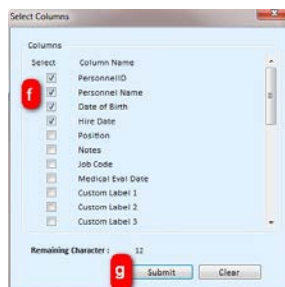 Select Columns
Columns
Select Column Name
PersonnelID
f Personnel Name
Date of Birth
Hire Date
Position
Notes
Job Code
Medical Eval Date
Custom Label 1
Custom Label 2
Custom Label 3
Remaining Character : 12
g Submit Clear